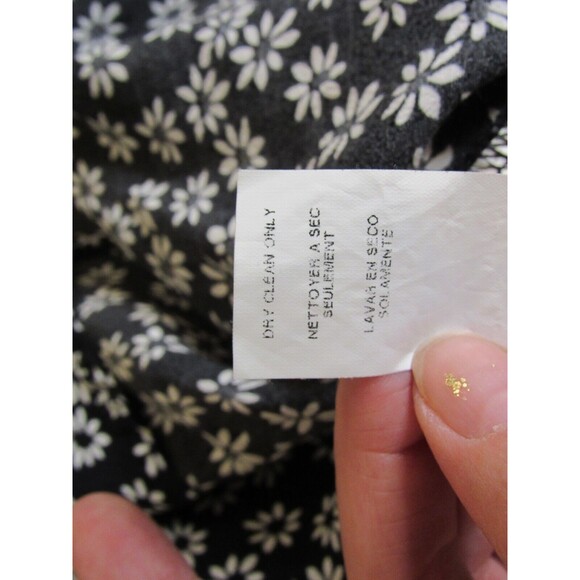 DRY CLEAN ONLY
NETTOYER A SEC
SEULEMENT
LAVAR EN SECO
SOLAMENTE